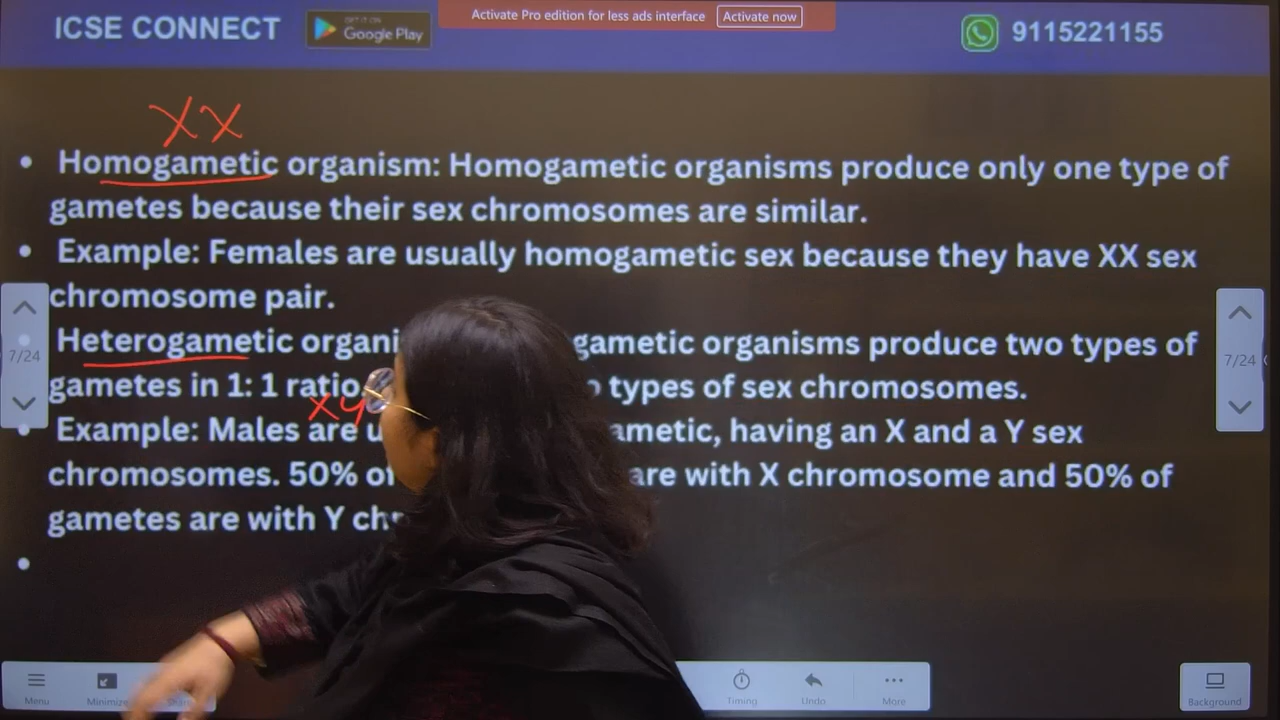 ICSE CONNECT
GET IT ON
Google Play
Activate Pro edition for less ads interface
Activate now
9115221155
XX
• Homogametic organism: Homogametic organisms produce only one type of
gametes because their sex chromosomes are similar.
• Example: Females are usually homogametic sex because they have XX sex
chromosome pair.
• Heterogametic organi gametic organisms produce two types of
gametes in 1: 1 ratio. types of sex chromosomes.
XY
• Example: Males are u ametic, having an X and a Y sex
chromosomes. 50% of are with X chromosome and 50% of
gametes are with Y ch
•
7/24
7/24
Menu
Minimize
Share
Timing
Undo
More
Background